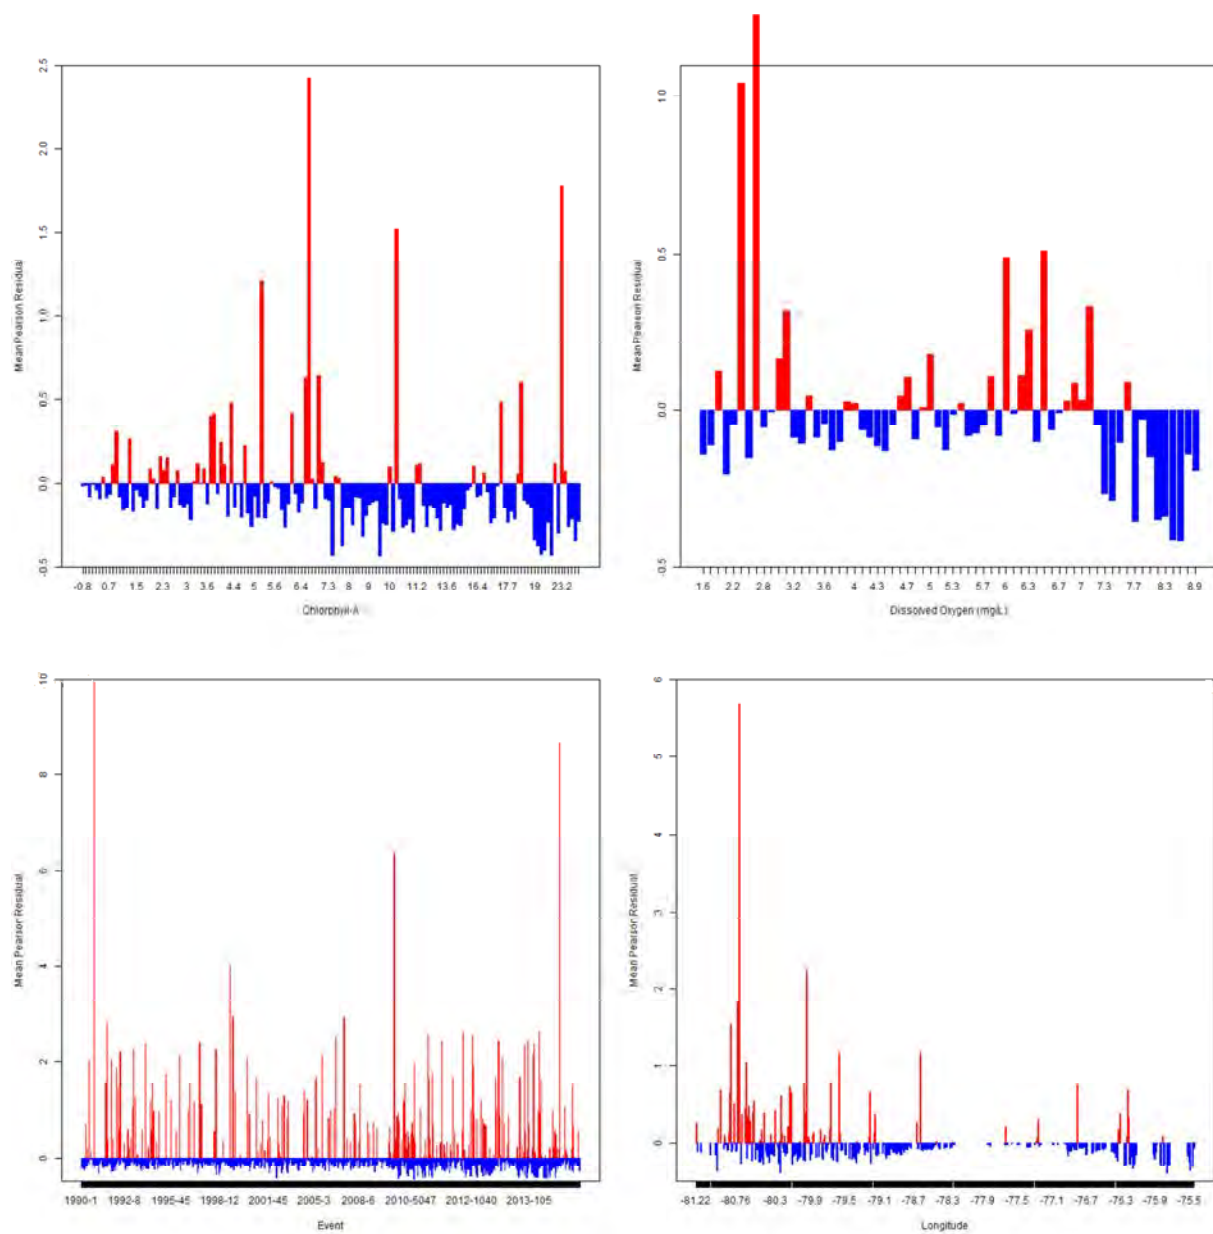 2.5
2.0
1.5
1.0
0.5
0.0
-0.5
Mean Pearson Residual
-0.8 0.7 1.5 2.3 3.6 4.4 5 5.6 6.4 7.3 8 9 10 11.2 13.6 16.4 17.7 19 23.2
Chlorophyll-A
1.0
0.5
0.0
-0.5
Mean Pearson Residual
1.6 2.2 2.8 3.2 3.6 4 4.3 4.7 5 5.3 5.7 6 6.3 6.6 7 7.3 7.7 8.3 8.9
Dissolved Oxygen (mg/L)
10
8
6
4
2
0
Mean Pearson Residual
1990-1 1992-8 1995-45 1998-12 2001-45 2005-3 2008-6 2010-5047 2012-1040 2013-105
Event
6
5
4
3
2
1
0
Mean Pearson Residual
-81.22 -80.76 -80.3 -79.9 -79.5 -79.1 -78.7 -78.3 -77.9 -77.5 -77.1 -76.7 -76.3 -75.9 -75.5
Longitude